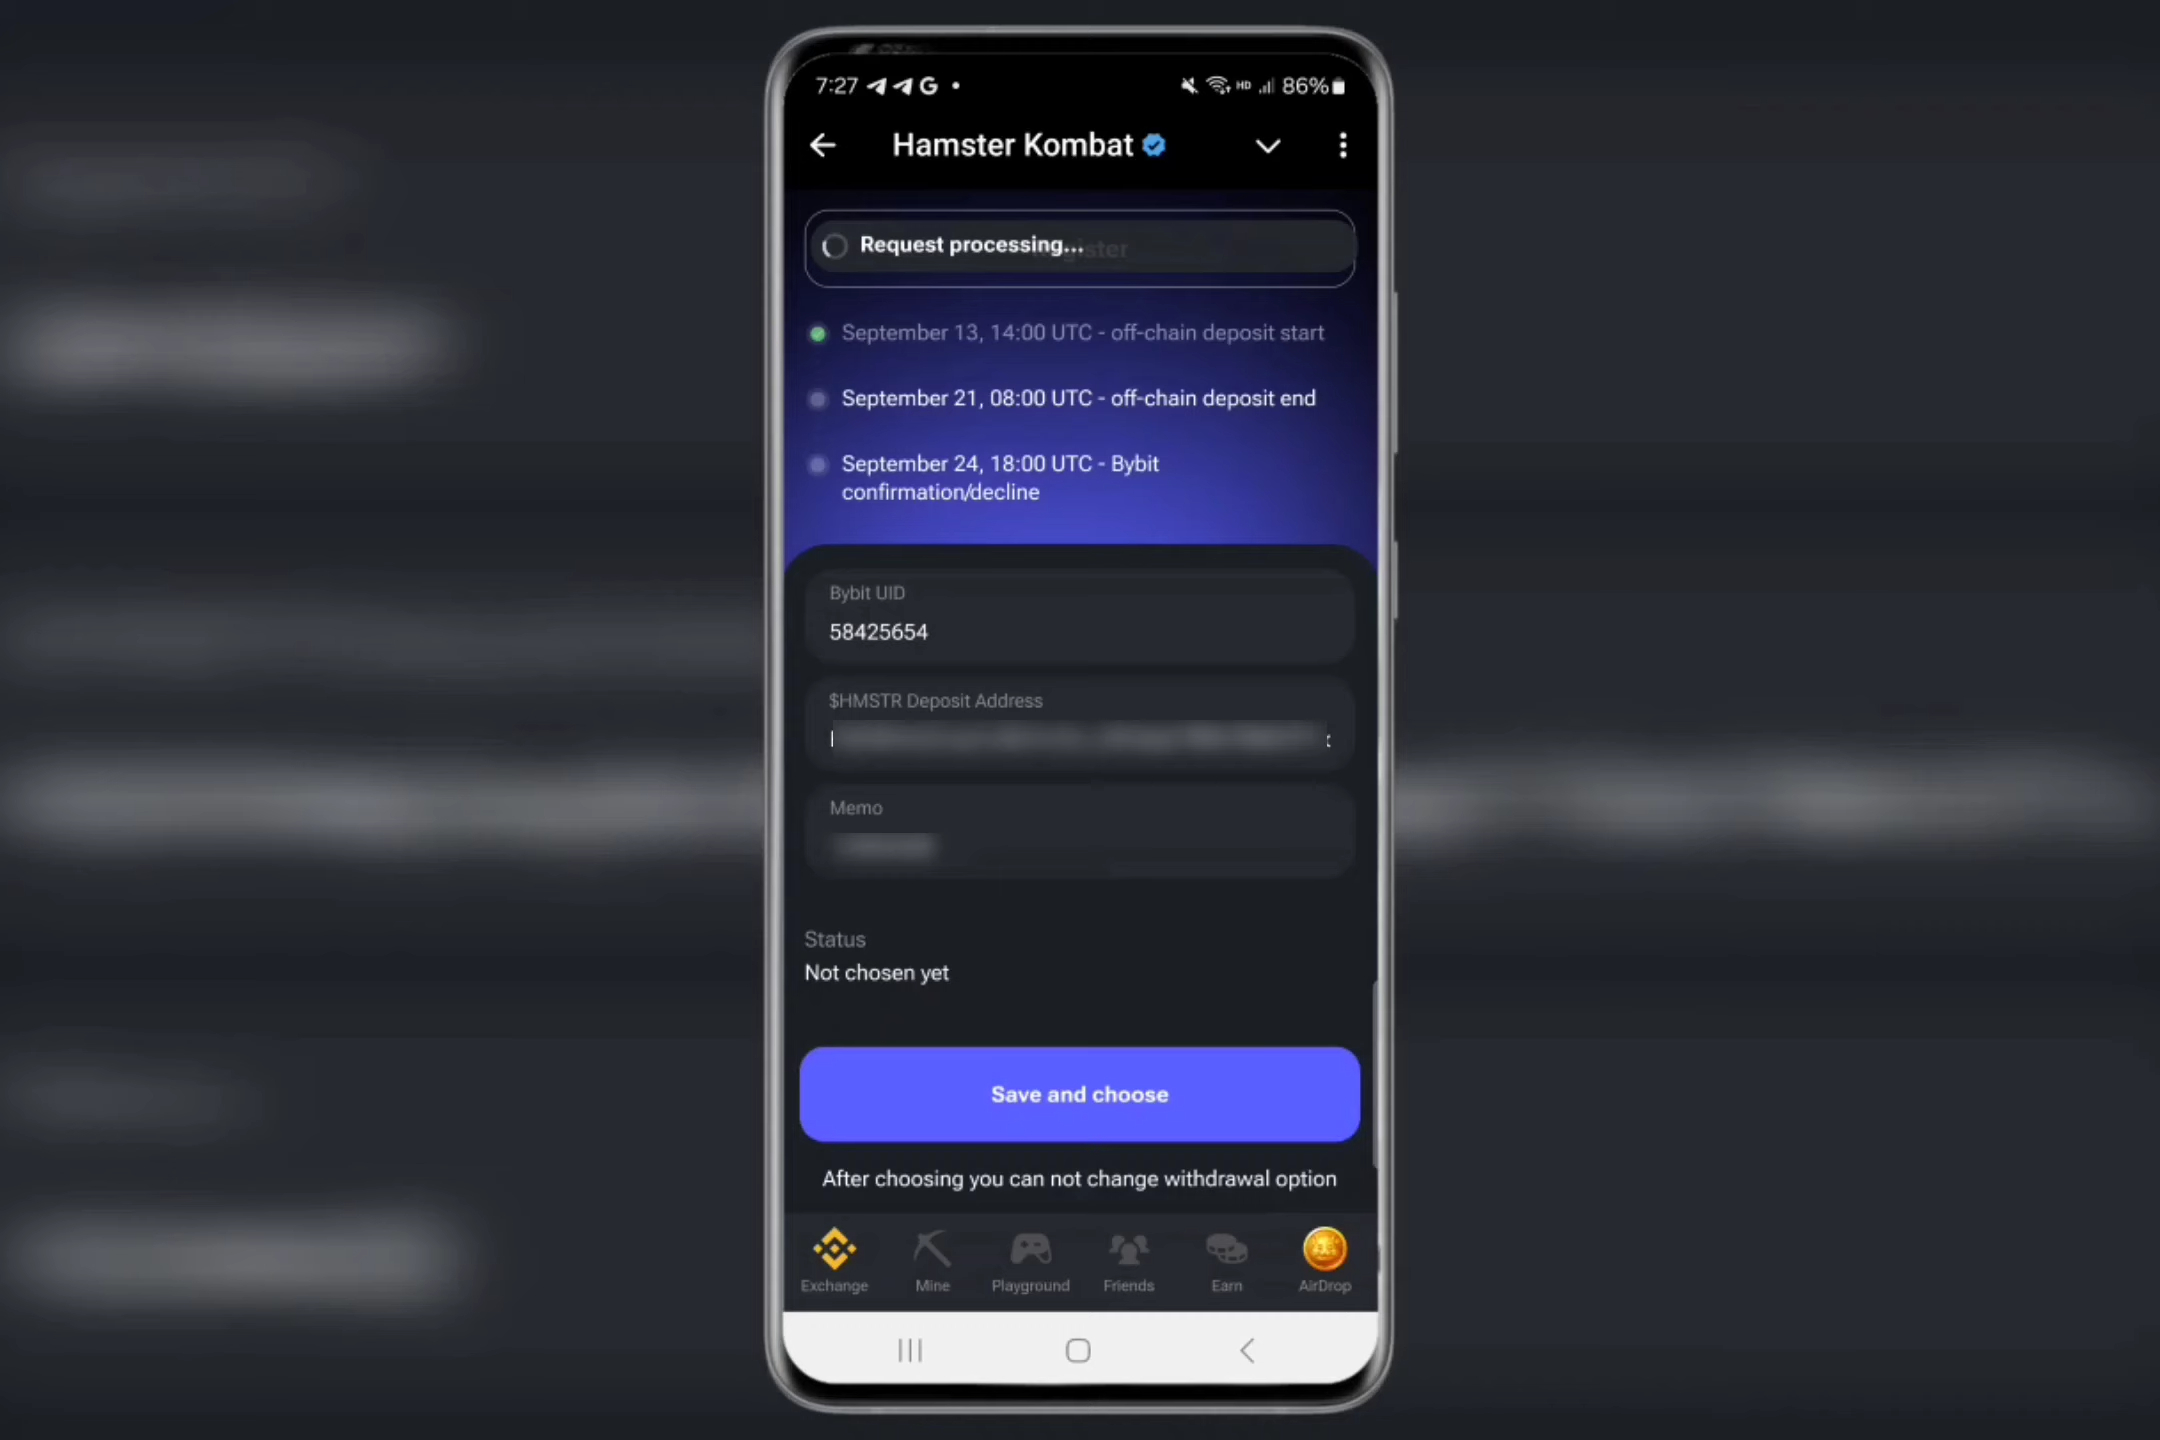 7:27
HD
86%
Hamster Kombat
Request processing...
September 13, 14:00 UTC - off-chain deposit start
September 21, 08:00 UTC - off-chain deposit end
September 24, 18:00 UTC - Bybit
confirmation/decline
Bybit UID
58425654
$HMSTR Deposit Address
Memo
Status
Not chosen yet
Save and choose
After choosing you can not change withdrawal option
Exchange
Mine
Playground
Friends
Earn
AirDrop